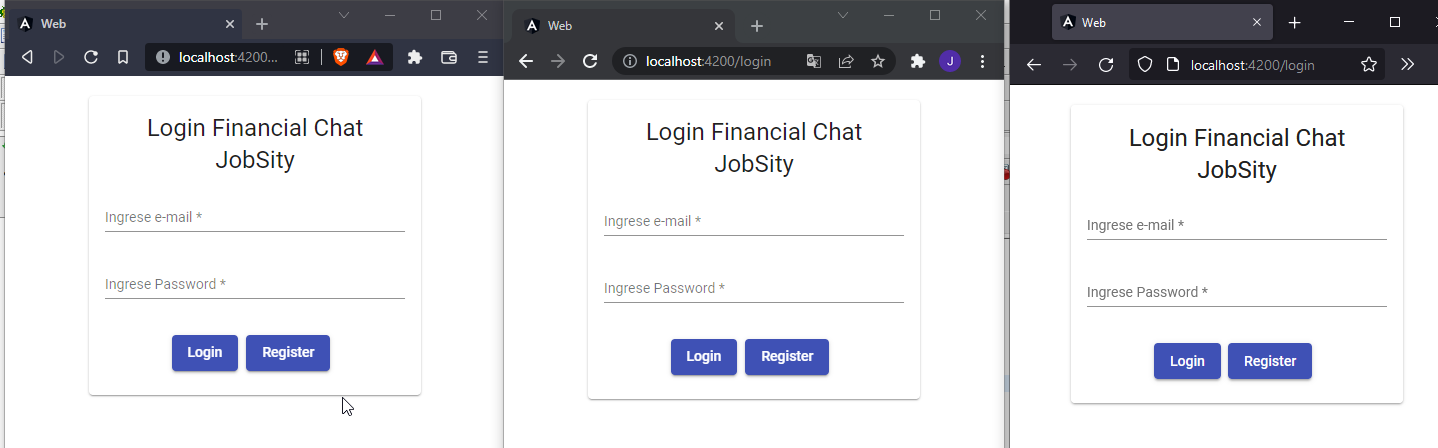 Web
localhost:4200...
Login Financial Chat
JobSity
Ingrese e-mail *
Ingrese Password *
Login
Register
Web
localhost:4200/login
J
Login Financial Chat
JobSity
Ingrese e-mail *
Ingrese Password *
Login
Register
Web
localhost:4200/login
Login Financial Chat
JobSity
Ingrese e-mail *
Ingrese Password *
Login
Register